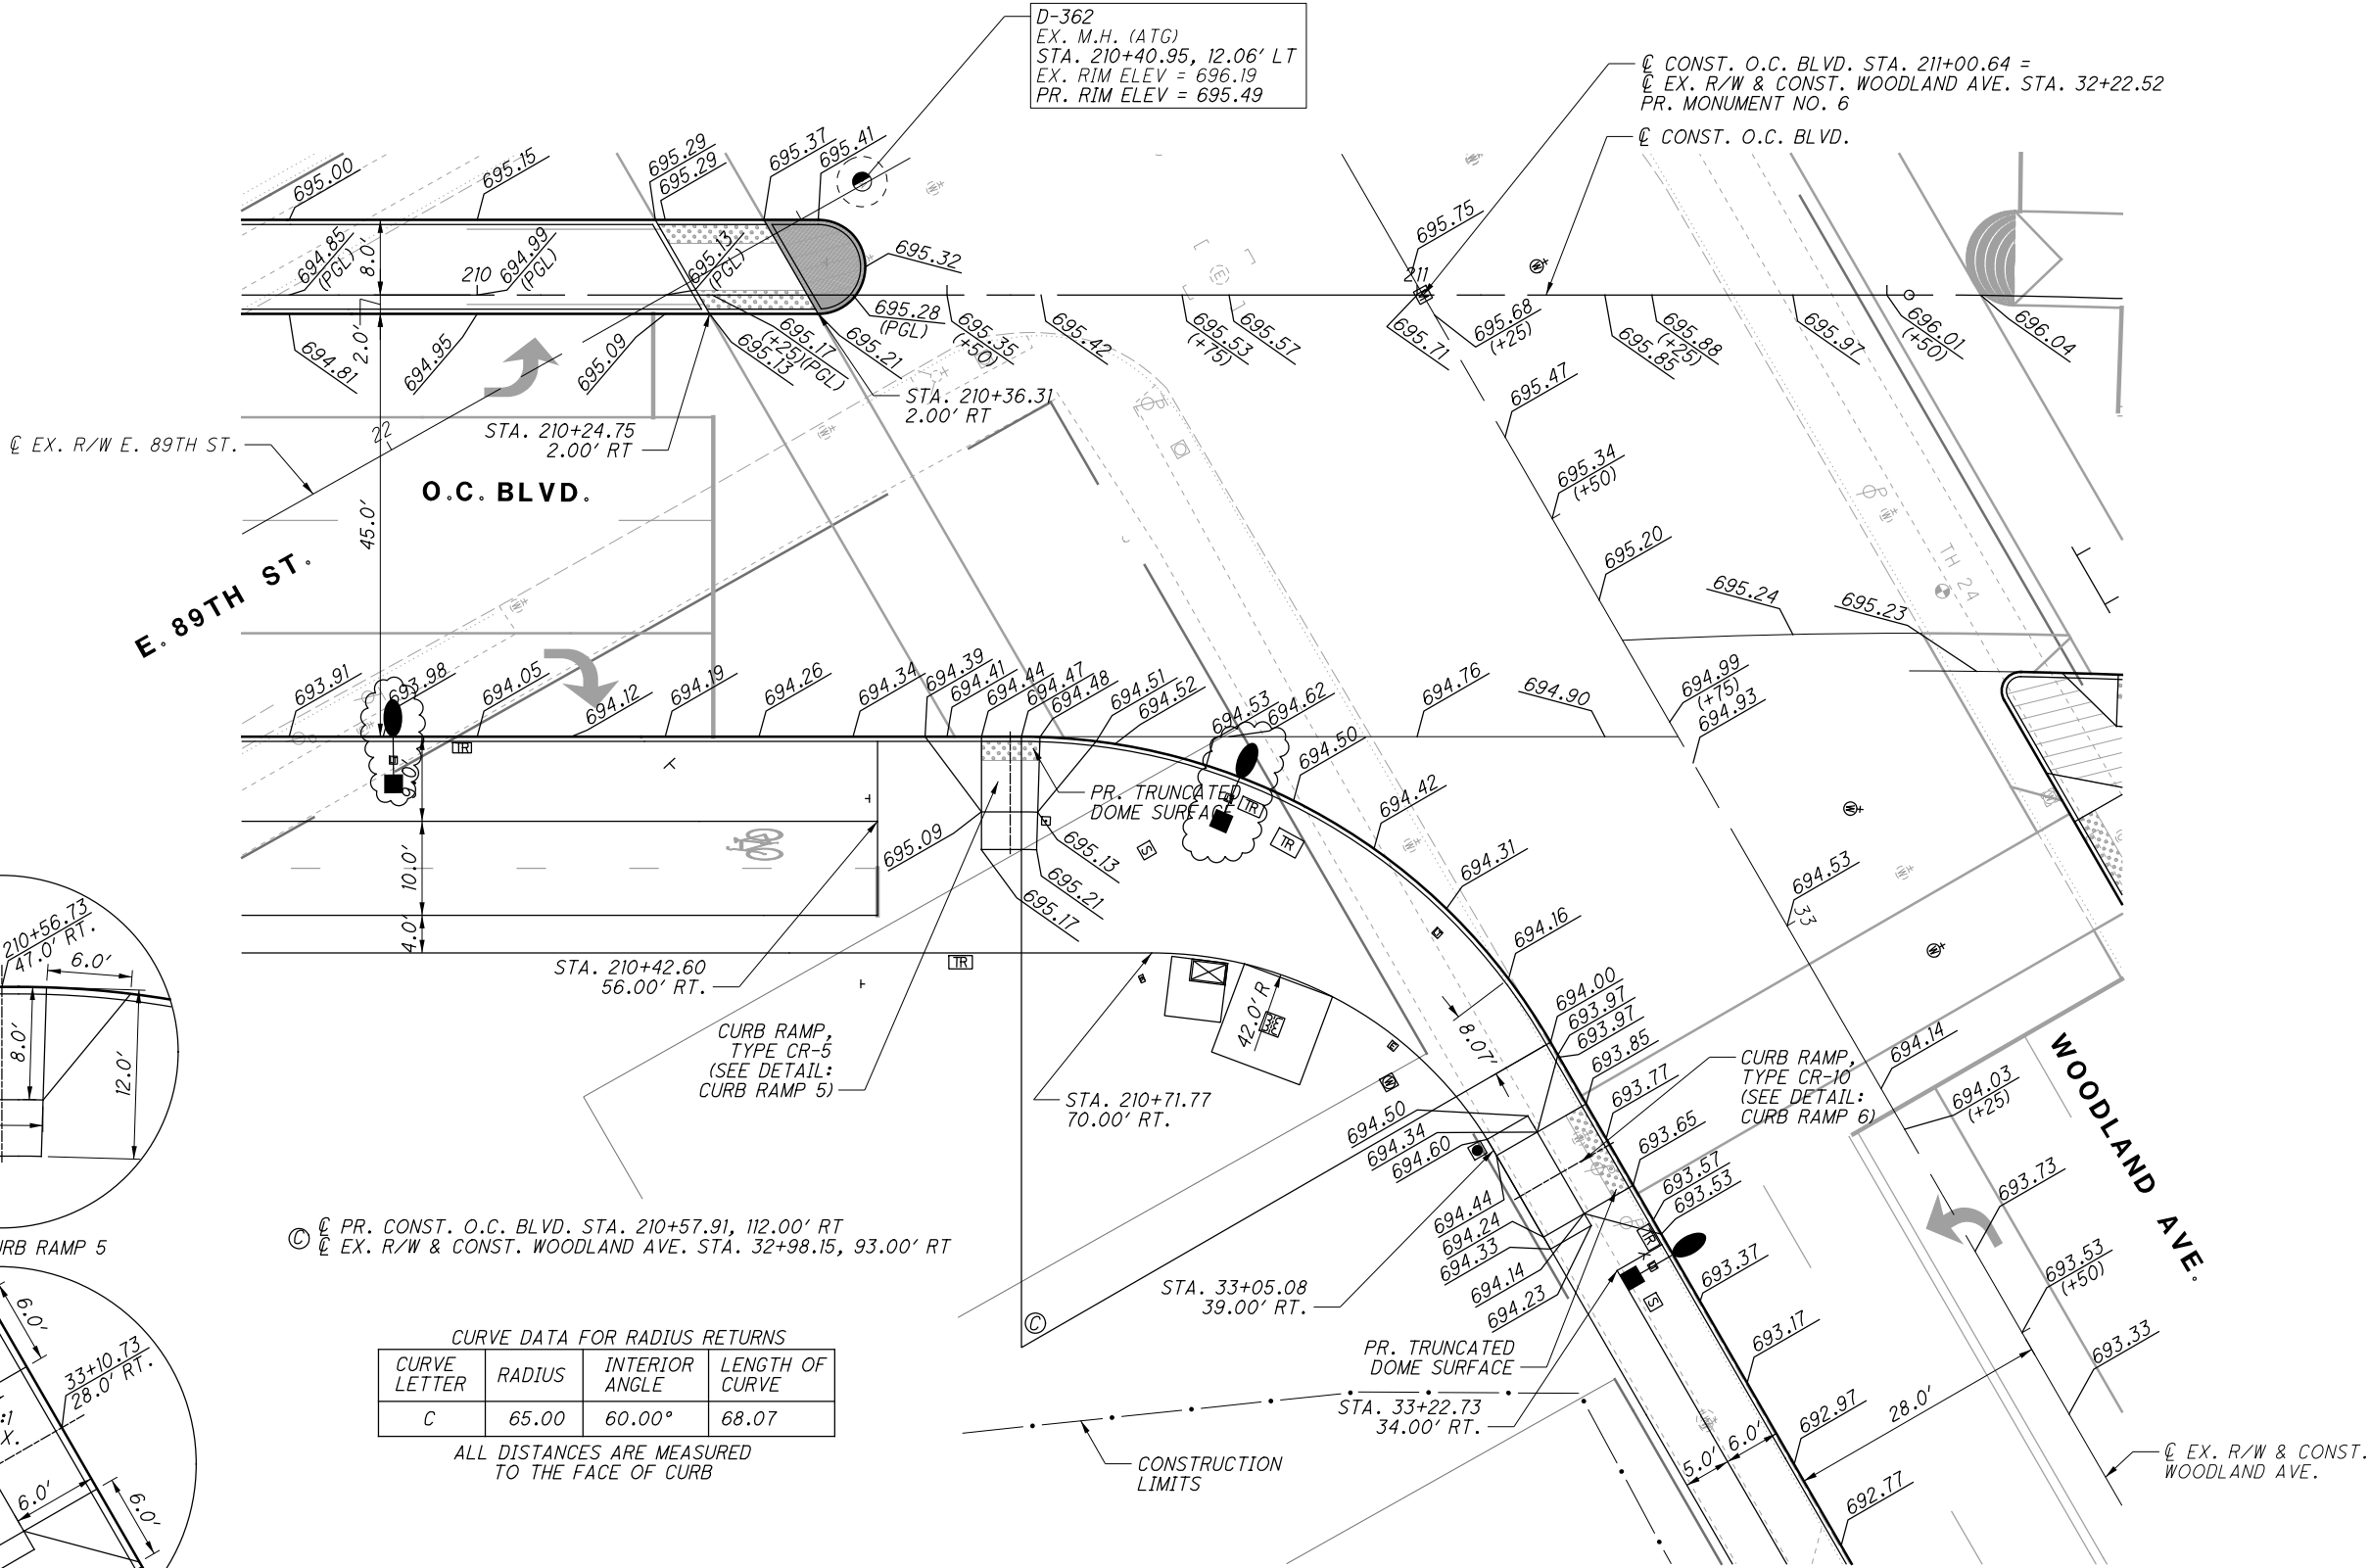 D-362
EX. M.H. (ATG)
STA. 210+40.95, 12.06' LT
EX. RIM ELEV = 696.19
PR. RIM ELEV = 695.49
℄ CONST. O.C. BLVD. STA. 211+00.64 =
℄ EX. R/W & CONST. WOODLAND AVE. STA. 32+22.52
PR. MONUMENT NO. 6
℄ CONST. O.C. BLVD.
695.00
695.15
695.29
695.29
695.37
695.41
694.85
(PGL)
8.0'
210
694.99
(PGL)
695.13
(PGL)
695.32
695.75
211
2.0'
694.81
694.95
695.09
695.17
(+25)(PGL)
695.13
695.21
695.28
(PGL)
695.35
(+50)
695.42
695.53
(+75)
695.57
695.71
695.68
(+25)
695.85
695.88
(+25)
695.97
696.01
(+50)
696.04
(E)
STA. 210+36.31
2.00' RT
STA. 210+24.75
2.00' RT
22
℄ EX. R/W E. 89TH ST.
O.C. BLVD.
45.0'
E. 89TH ST.
695.47
695.34
(+50)
695.20
TH 24
695.24
695.23
693.91
693.98
694.05
694.12
694.19
694.26
694.34
694.39
694.41
694.44
694.47
694.48
694.51
694.52
694.53
694.62
694.76
694.90
694.99
(+75)
694.93
TR
9.0'
PR. TRUNCATED
DOME SURFACE
694.50
TR
TR
S
694.42
694.31
694.16
695.09
695.13
695.21
695.17
10.0'
4.0'
TR
694.53
33
STA. 210+42.60
56.00' RT.
CURB RAMP,
TYPE CR-5
(SEE DETAIL:
CURB RAMP 5)
42.0' R
STA. 210+71.77
70.00' RT.
8.07'
694.00
693.97
693.97
693.85
693.77
CURB RAMP,
TYPE CR-10
(SEE DETAIL:
CURB RAMP 6)
694.14
694.03
(+25)
WOODLAND AVE.
694.50
694.34
694.60
693.65
693.57
693.53
693.73
694.44
694.24
694.33
694.14
694.23
TR
S
693.37
693.53
(+50)
693.17
693.33
STA. 33+05.08
39.00' RT.
PR. TRUNCATED
DOME SURFACE
STA. 33+22.73
34.00' RT.
5.0'
6.0'
28.0'
692.97
692.77
℄ EX. R/W & CONST.
WOODLAND AVE.
210+56.73
47.0' RT.
6.0'
8.0'
12.0'
RB RAMP 5
6.0'
33+10.73
28.0' RT.
:1
X.
6.0'
6.0'
Ⓒ ℄ PR. CONST. O.C. BLVD. STA. 210+57.91, 112.00' RT
℄ EX. R/W & CONST. WOODLAND AVE. STA. 32+98.15, 93.00' RT
Ⓒ
CURVE DATA FOR RADIUS RETURNS
CURVE LETTER RADIUS INTERIOR ANGLE LENGTH OF CURVE
C 65.00 60.00° 68.07
ALL DISTANCES ARE MEASURED
TO THE FACE OF CURB
CONSTRUCTION
LIMITS